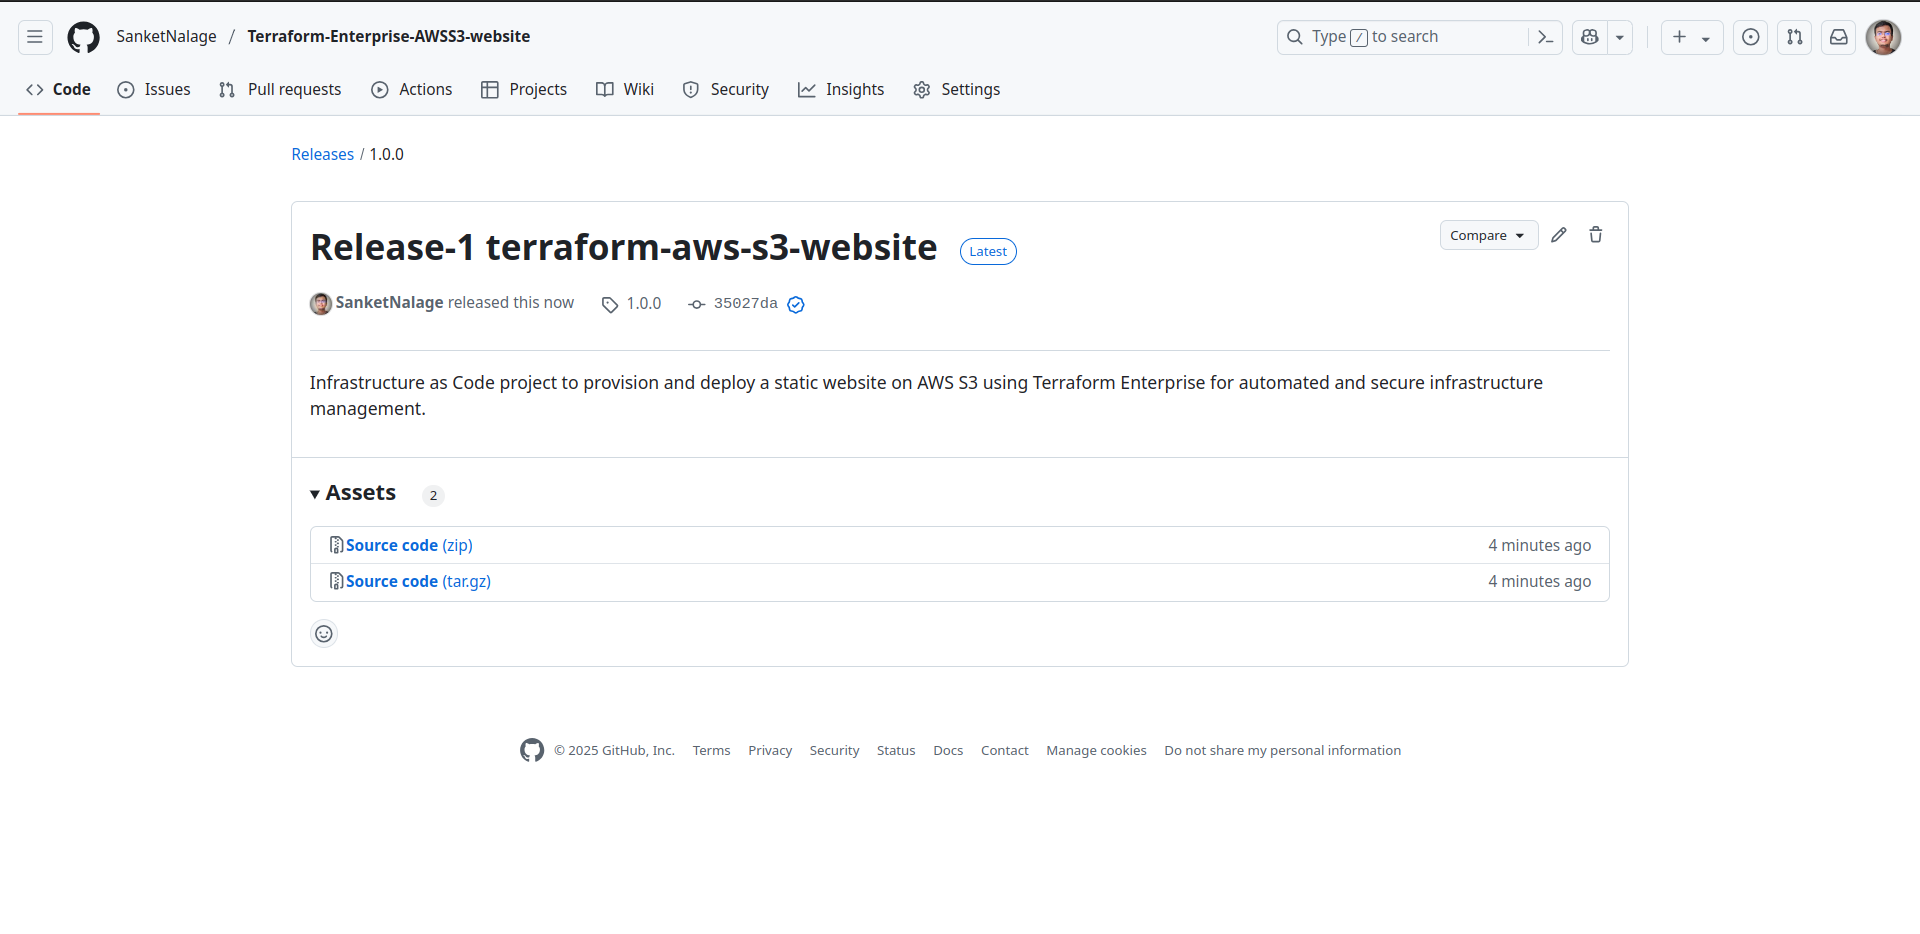 SanketNalage / Terraform-Enterprise-AWSS3-website
Type / to search
Code Issues Pull requests Actions Projects Wiki Security Insights Settings
Releases / 1.0.0
Release-1 terraform-aws-s3-website Latest
Compare
SanketNalage released this now 1.0.0 35027da
Infrastructure as Code project to provision and deploy a static website on AWS S3 using Terraform Enterprise for automated and secure infrastructure
management.
Assets 2
Source code (zip) 4 minutes ago
Source code (tar.gz) 4 minutes ago
© 2025 GitHub, Inc. Terms Privacy Security Status Docs Contact Manage cookies Do not share my personal information